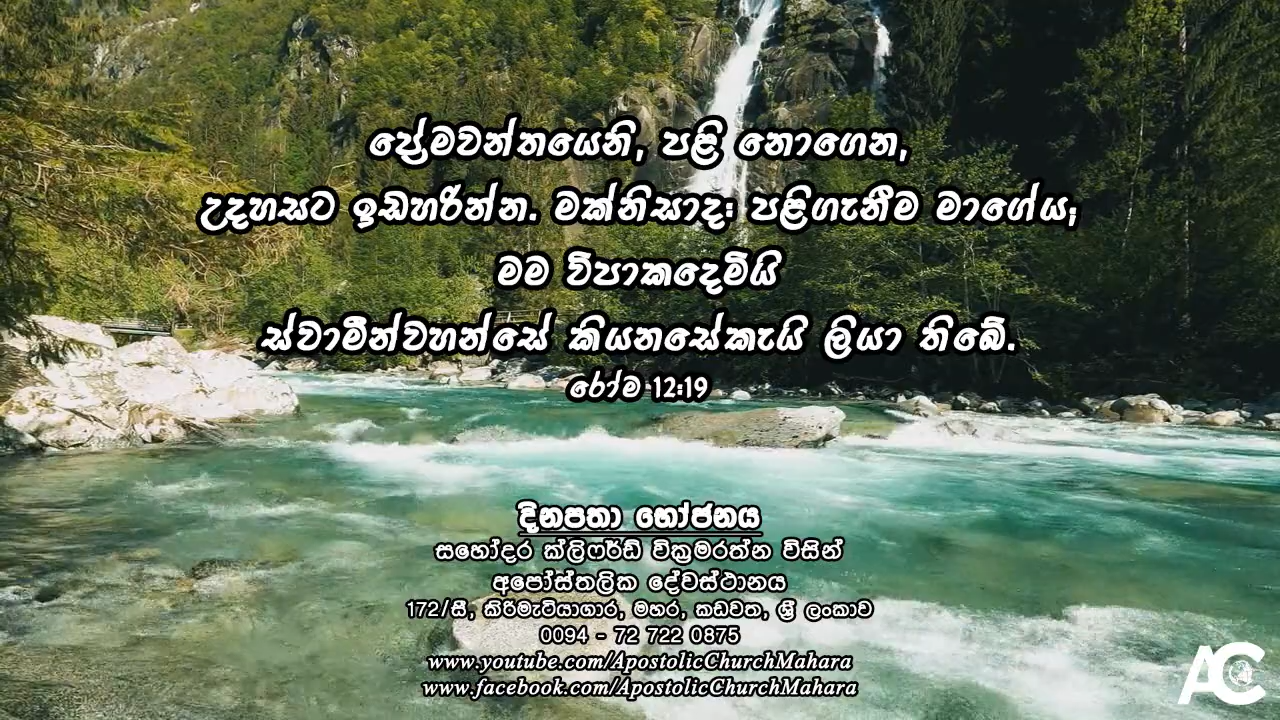 ප්‍රේමවන්තයෙනි, පළි නොගෙන,
උදහසට ඉඩහරින්න. මක්නිසාද: පළිගැනීම මාගේය;
මම විපාකදෙමියි
ස්වාමීන්වහන්සේ කියනසේකැයි ලියා තිබේ.
රෝම 12:19
දිනපතා භෝජනය
සහෝදර ක්ලිෆර්ඩ් වික්‍රමරත්න විසින්
අපෝස්තලික දේවස්ථානය
172/සී, කිරිමැටියාගාර, මහර, කඩවත, ශ්‍රී ලංකාව
0094 - 72 722 0875
www.youtube.com/ApostolicChurchMahara
www.facebook.com/ApostolicChurchMahara
AC